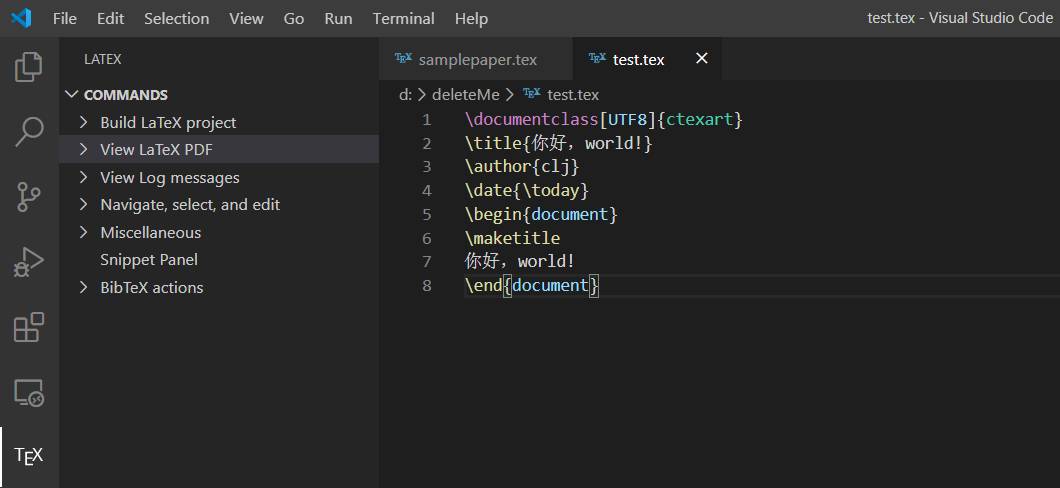 File Edit Selection View Go Run Terminal Help test.tex - Visual Studio Code
LATEX
COMMANDS
Build LaTeX project
View LaTeX PDF
View Log messages
Navigate, select, and edit
Miscellaneous
Snippet Panel
BibTeX actions
TEX
TEX samplepaper.tex TEX test.tex ×
d: > deleteMe > TEX test.tex
1 \documentclass[UTF8]{ctexart}
2 \title{你好，world!}
3 \author{clj}
4 \date{\today}
5 \begin{document}
6 \maketitle
7 你好，world!
8 \end{document}